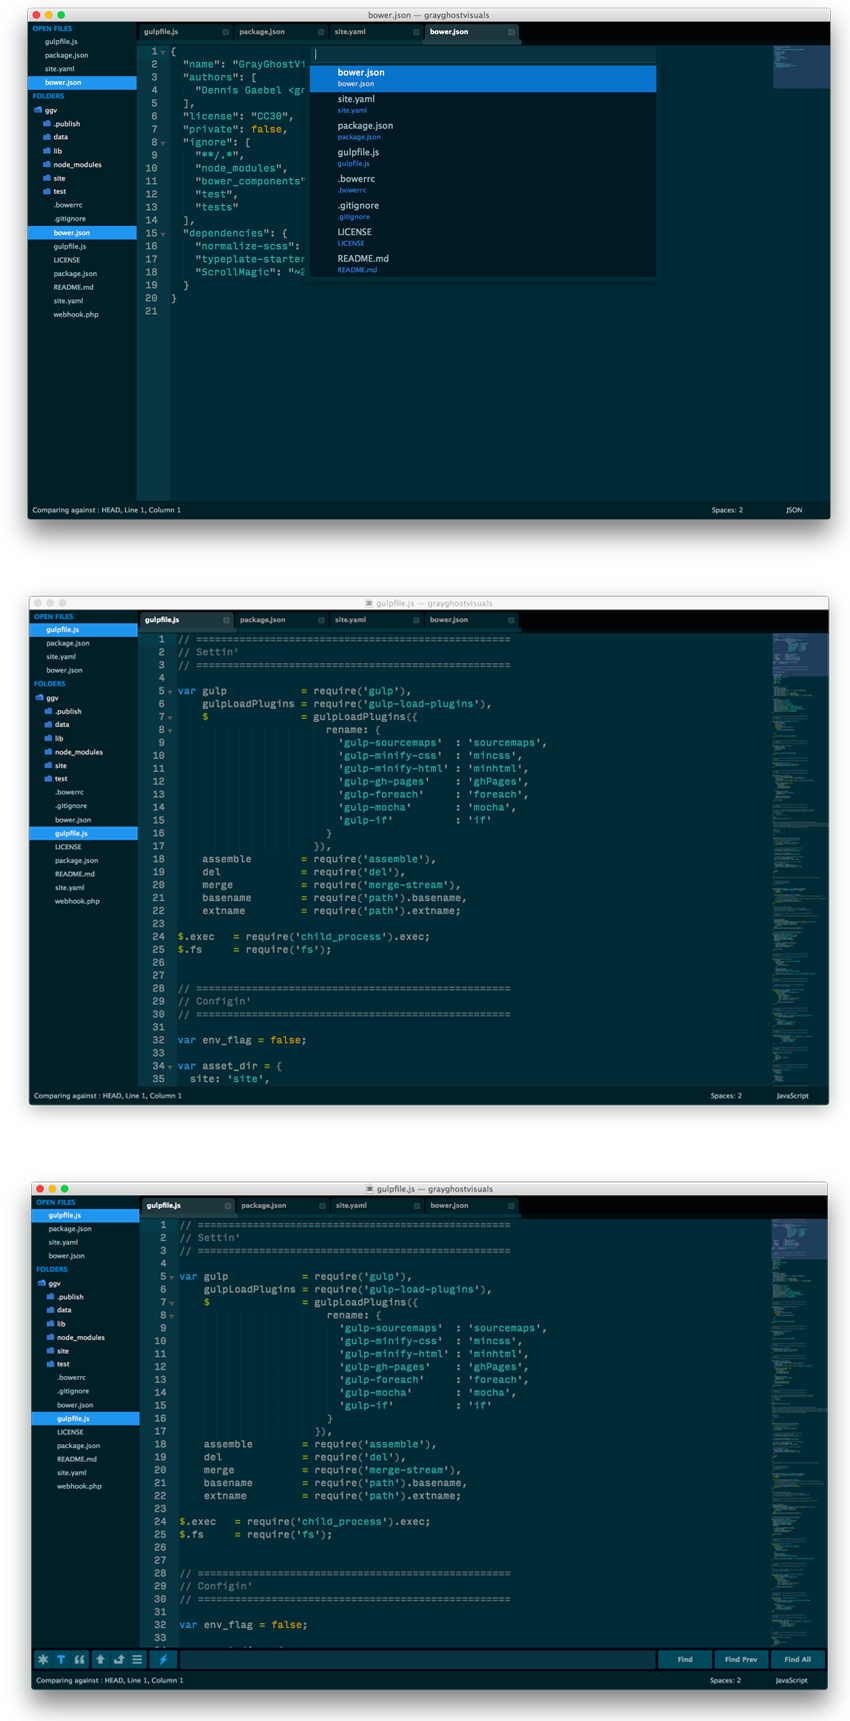 bower.json — grayghostvisuals
OPEN FILES
gulpfile.js
package.json
site.yaml
bower.json
FOLDERS
ggv
.publish
data
lib
node_modules
site
test
.bowerrc
.gitignore
bower.json
gulpfile.js
LICENSE
package.json
README.md
site.yaml
webhook.php
gulpfile.js package.json site.yaml bower.json
1 {
2 "name": "GrayGhostVi
3 "authors": [
4 "Dennis Gaebel <gr
5 ],
6 "license": "CC30",
7 "private": false,
8 "ignore": [
9 "**/.*",
10 "node_modules",
11 "bower_components"
12 "test",
13 "tests"
14 ],
15 "dependencies": {
16 "normalize-scss":
17 "typeplate-starter
18 "ScrollMagic": "~2
19 }
20 }
21
bower.json
bower.json
site.yaml
site.yaml
package.json
package.json
gulpfile.js
gulpfile.js
.bowerrc
.bowerrc
.gitignore
.gitignore
LICENSE
LICENSE
README.md
README.md
Comparing against : HEAD, Line 1, Column 1 Spaces: 2 JSON
gulpfile.js — grayghostvisuals
OPEN FILES
gulpfile.js
package.json
site.yaml
bower.json
FOLDERS
ggv
.publish
data
lib
node_modules
site
test
.bowerrc
.gitignore
bower.json
gulpfile.js
LICENSE
package.json
README.md
site.yaml
webhook.php
gulpfile.js package.json site.yaml bower.json
1 // ===================================================
2 // Settin'
3 // ===================================================
4
5 var gulp = require('gulp'),
6 gulpLoadPlugins = require('gulp-load-plugins'),
7 $ = gulpLoadPlugins({
8 rename: {
9 'gulp-sourcemaps' : 'sourcemaps',
10 'gulp-minify-css' : 'mincss',
11 'gulp-minify-html' : 'minhtml',
12 'gulp-gh-pages' : 'ghPages',
13 'gulp-foreach' : 'foreach',
14 'gulp-mocha' : 'mocha',
15 'gulp-if' : 'if'
16 }
17 }),
18 assemble = require('assemble'),
19 del = require('del'),
20 merge = require('merge-stream'),
21 basename = require('path').basename,
22 extname = require('path').extname;
23
24 $.exec = require('child_process').exec;
25 $.fs = require('fs');
26
27
28 // ===================================================
29 // Configin'
30 // ===================================================
31
32 var env_flag = false;
33
34 var asset_dir = {
35 site: 'site',
Comparing against : HEAD, Line 1, Column 1 Spaces: 2 JavaScript
gulpfile.js — grayghostvisuals
OPEN FILES
gulpfile.js
package.json
site.yaml
bower.json
FOLDERS
ggv
.publish
data
lib
node_modules
site
test
.bowerrc
.gitignore
bower.json
gulpfile.js
LICENSE
package.json
README.md
site.yaml
webhook.php
gulpfile.js package.json site.yaml bower.json
1 // ===================================================
2 // Settin'
3 // ===================================================
4
5 var gulp = require('gulp'),
6 gulpLoadPlugins = require('gulp-load-plugins'),
7 $ = gulpLoadPlugins({
8 rename: {
9 'gulp-sourcemaps' : 'sourcemaps',
10 'gulp-minify-css' : 'mincss',
11 'gulp-minify-html' : 'minhtml',
12 'gulp-gh-pages' : 'ghPages',
13 'gulp-foreach' : 'foreach',
14 'gulp-mocha' : 'mocha',
15 'gulp-if' : 'if'
16 }
17 }),
18 assemble = require('assemble'),
19 del = require('del'),
20 merge = require('merge-stream'),
21 basename = require('path').basename,
22 extname = require('path').extname;
23
24 $.exec = require('child_process').exec;
25 $.fs = require('fs');
26
27
28 // ===================================================
29 // Configin'
30 // ===================================================
31
32 var env_flag = false;
33
Find Find Prev Find All
Comparing against : HEAD, Line 1, Column 1 Spaces: 2 JavaScript